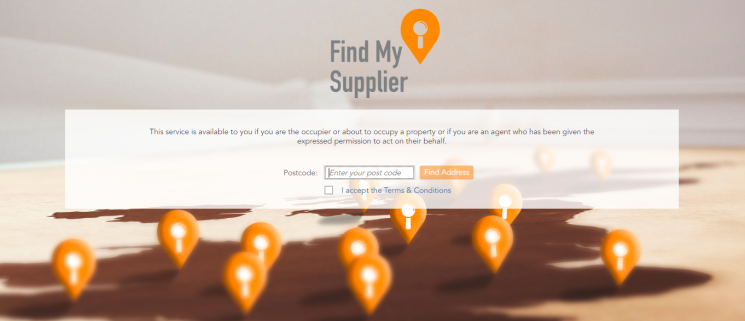 Find My
Supplier
This service is available to you if you are the occupier or about to occupy a property or if you are an agent who has been given the
expressed permission to act on their behalf.
Postcode: Enter your post code Find Address
I accept the Terms & Conditions